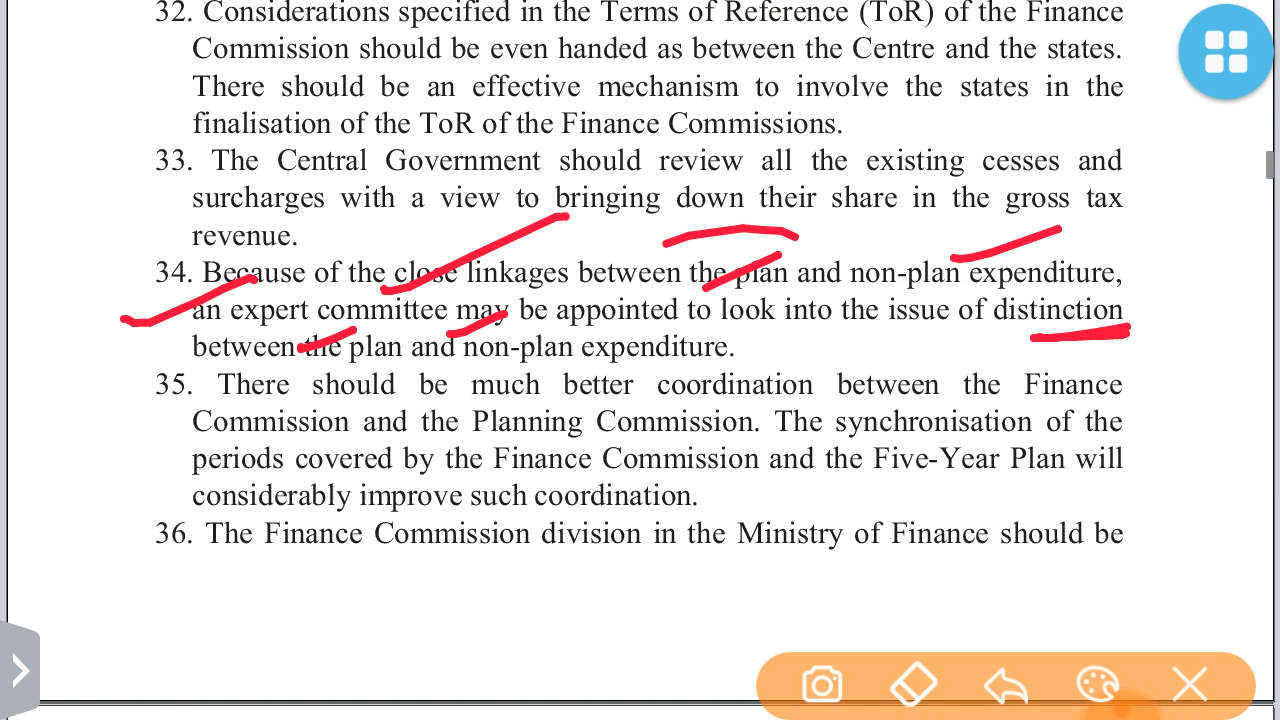 32. Considerations specified in the Terms of Reference (ToR) of the Finance
Commission should be even handed as between the Centre and the states.
There should be an effective mechanism to involve the states in the
finalisation of the ToR of the Finance Commissions.
33. The Central Government should review all the existing cesses and
surcharges with a view to bringing down their share in the gross tax
revenue.
34. Because of the close linkages between the plan and non-plan expenditure,
an expert committee may be appointed to look into the issue of distinction
between the plan and non-plan expenditure.
35. There should be much better coordination between the Finance
Commission and the Planning Commission. The synchronisation of the
periods covered by the Finance Commission and the Five-Year Plan will
considerably improve such coordination.
36. The Finance Commission division in the Ministry of Finance should be